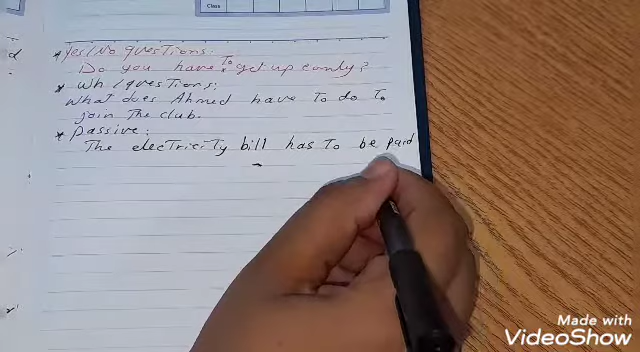 Class
* Yes/No questions:
Do you have To get up early?
* Wh/questions:
What does Ahmed have To do To
join The club.
* Passive:
The elecTriciTy bill has To be paid
Made with
VideoShow